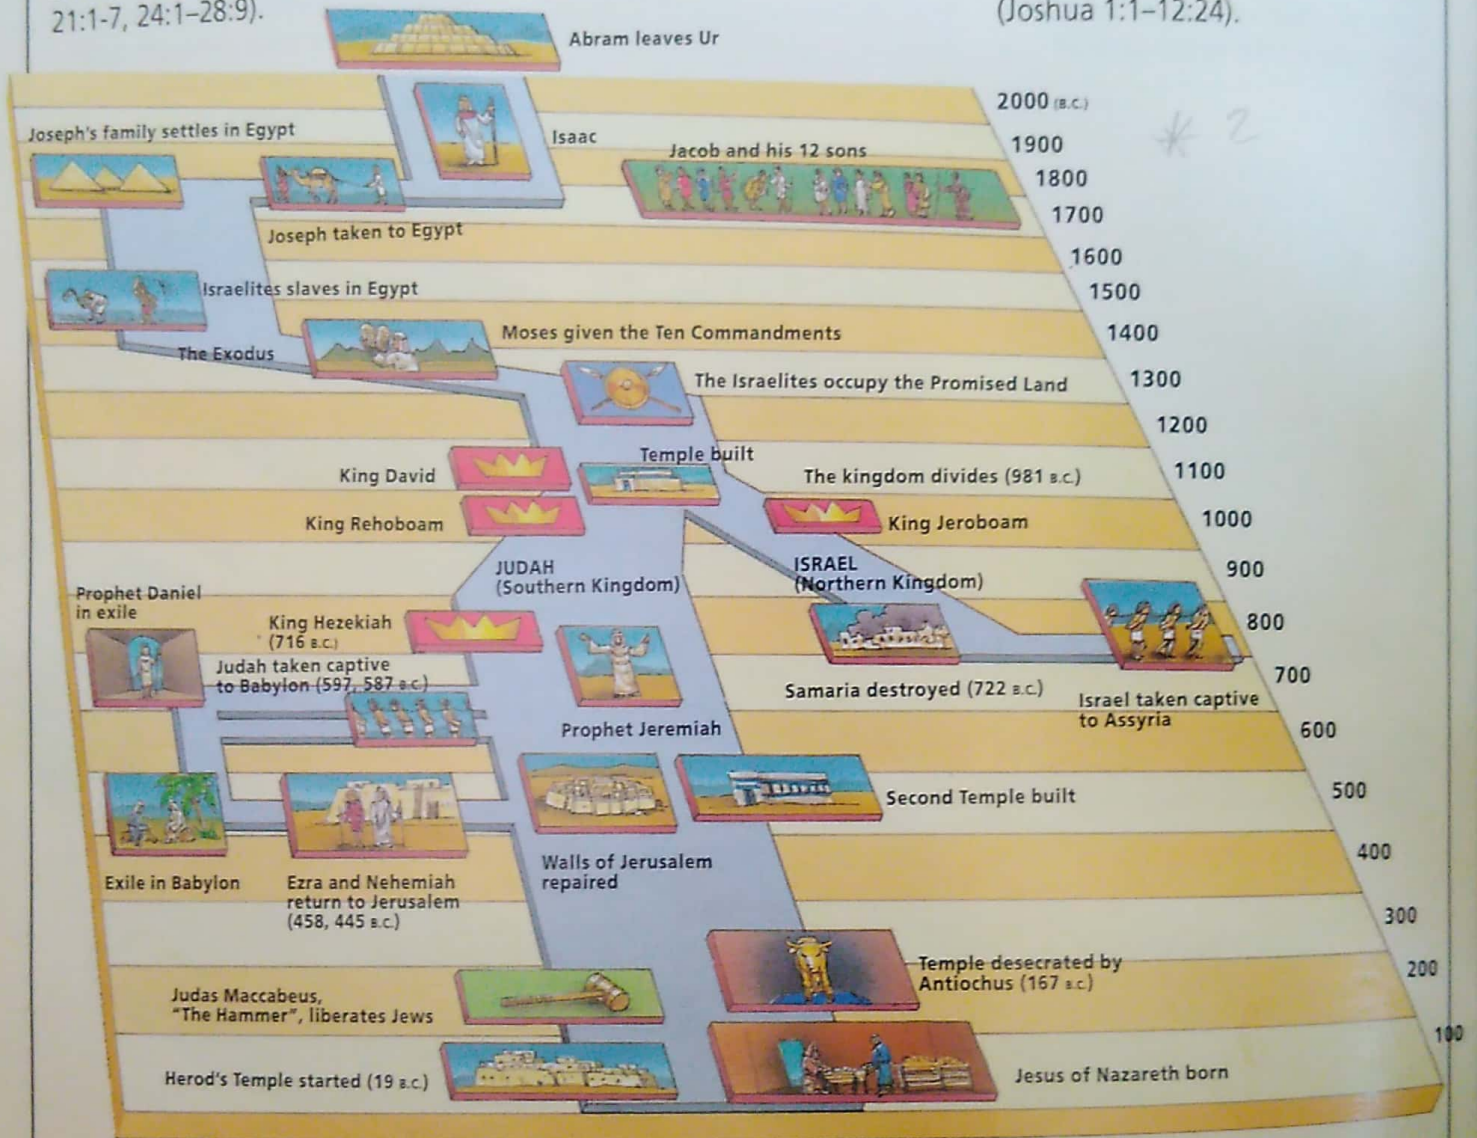 21:1-7, 24:1–28:9).
(Joshua 1:1–12:24).
Abram leaves Ur
2000 (B.C.)
* 2
Joseph's family settles in Egypt
Isaac
1900
Jacob and his 12 sons
1800
1700
Joseph taken to Egypt
1600
Israelites slaves in Egypt
1500
Moses given the Ten Commandments
1400
The Exodus
The Israelites occupy the Promised Land
1300
1200
Temple built
King David
The kingdom divides (981 B.C.)
1100
King Rehoboam
King Jeroboam
1000
JUDAH
(Southern Kingdom)
ISRAEL
(Northern Kingdom)
900
Prophet Daniel
in exile
King Hezekiah
(716 B.C.)
800
Judah taken captive
to Babylon (597, 587 B.C.)
700
Samaria destroyed (722 B.C.)
Israel taken captive
to Assyria
Prophet Jeremiah
600
Second Temple built
500
Walls of Jerusalem
repaired
400
Exile in Babylon
Ezra and Nehemiah
return to Jerusalem
(458, 445 B.C.)
300
Temple desecrated by
Antiochus (167 B.C.)
200
Judas Maccabeus,
"The Hammer", liberates Jews
100
Herod's Temple started (19 B.C.)
Jesus of Nazareth born